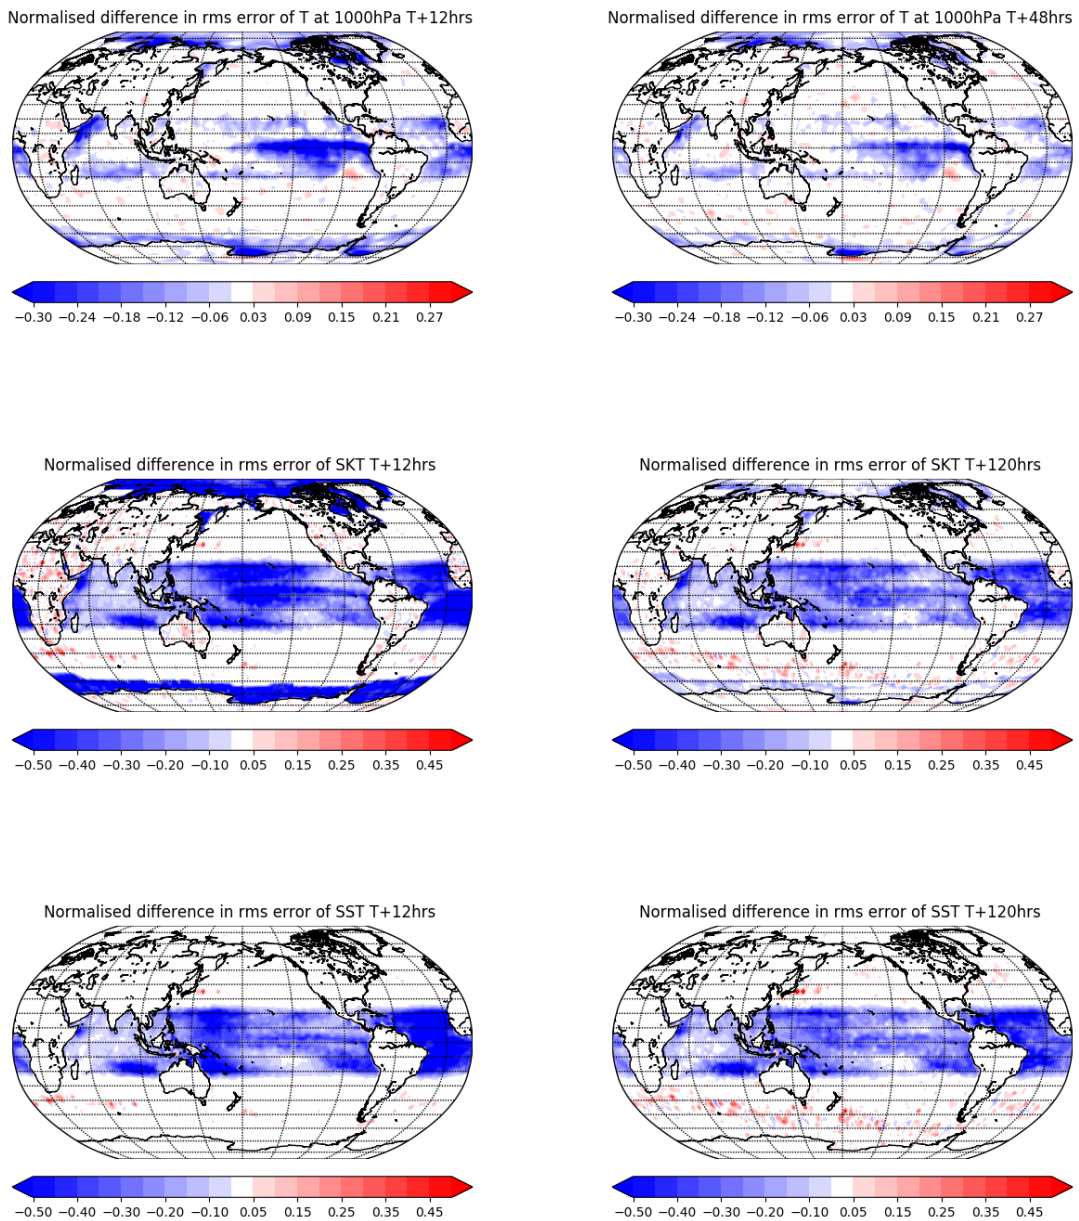 Normalised difference in rms error of T at 1000hPa T+12hrs
Normalised difference in rms error of T at 1000hPa T+48hrs
−0.30 −0.24 −0.18 −0.12 −0.06 0.03 0.09 0.15 0.21 0.27
−0.30 −0.24 −0.18 −0.12 −0.06 0.03 0.09 0.15 0.21 0.27
Normalised difference in rms error of SKT T+12hrs
Normalised difference in rms error of SKT T+120hrs
−0.50 −0.40 −0.30 −0.20 −0.10 0.05 0.15 0.25 0.35 0.45
−0.50 −0.40 −0.30 −0.20 −0.10 0.05 0.15 0.25 0.35 0.45
Normalised difference in rms error of SST T+12hrs
Normalised difference in rms error of SST T+120hrs
−0.50 −0.40 −0.30 −0.20 −0.10 0.05 0.15 0.25 0.35 0.45
−0.50 −0.40 −0.30 −0.20 −0.10 0.05 0.15 0.25 0.35 0.45